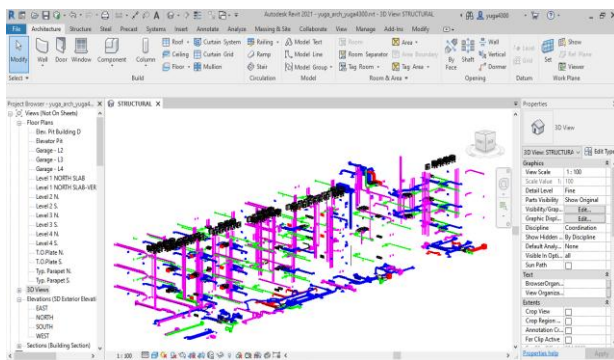 Autodesk Revit 2021 - yuga_arch_yuga4300.rvt - 3D View: STRUCTURAL
yuga4300
File Architecture Structure Steel Precast Systems Insert Annotate Analyze Massing & Site Collaborate View Manage Add-Ins Modify
Modify
Wall Door Window Component Column
Roof
Ceiling
Floor
Curtain System
Curtain Grid
Mullion
Railing
Ramp
Stair
Model Text
Model Line
Model Group
Room
Room Separator
Tag Room
Area
Area Boundary
Tag Area
By Face
Shaft
Wall
Vertical
Dormer
Level
Grid
Set
Show
Ref Plane
Viewer
Select Build Circulation Model Room & Area Opening Datum Work Plane
Project Browser - yuga_arch_yuga4...
Views (Not On Sheets)
Floor Plans
Elev. Pit Building D
Elevator Pit
Garage - L2
Garage - L3
Garage - L4
Level 1 NORTH SLAB
Level 1 NORTH SLAB-VER
Level 2 N.
Level 2 S.
Level 3 N.
Level 3 S.
Level 4 N.
Level 4 S.
T.O.Plate N.
T.O.Plate S.
Typ. Parapet N.
Typ. Parapet S.
3D Views
Elevations (5D Exterior Elevati
EAST
NORTH
SOUTH
WEST
Sections (Building Section)
STRUCTURAL
1 : 100
Properties
3D View
3D View: STRUCTURA Edit Type
Graphics
View Scale 1 : 100
Scale Value 1: 100
Detail Level Fine
Parts Visibility Show Original
Visibility/Grap... Edit...
Graphic Displ... Edit...
Discipline Coordination
Show Hidden ... By Discipline
Default Analy... None
Visible In Opti... all
Sun Path
Text
BrowserOrgan...
View Organiz...
Extents
Crop View
Crop Region ...
Annotation Cr...
Far Clip Active
Properties help Apply